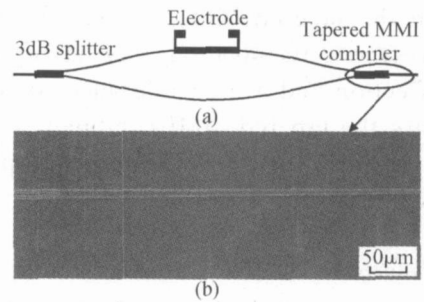 Electrode
3dB splitter
Tapered MMI
combiner
(a)
50μm
(b)